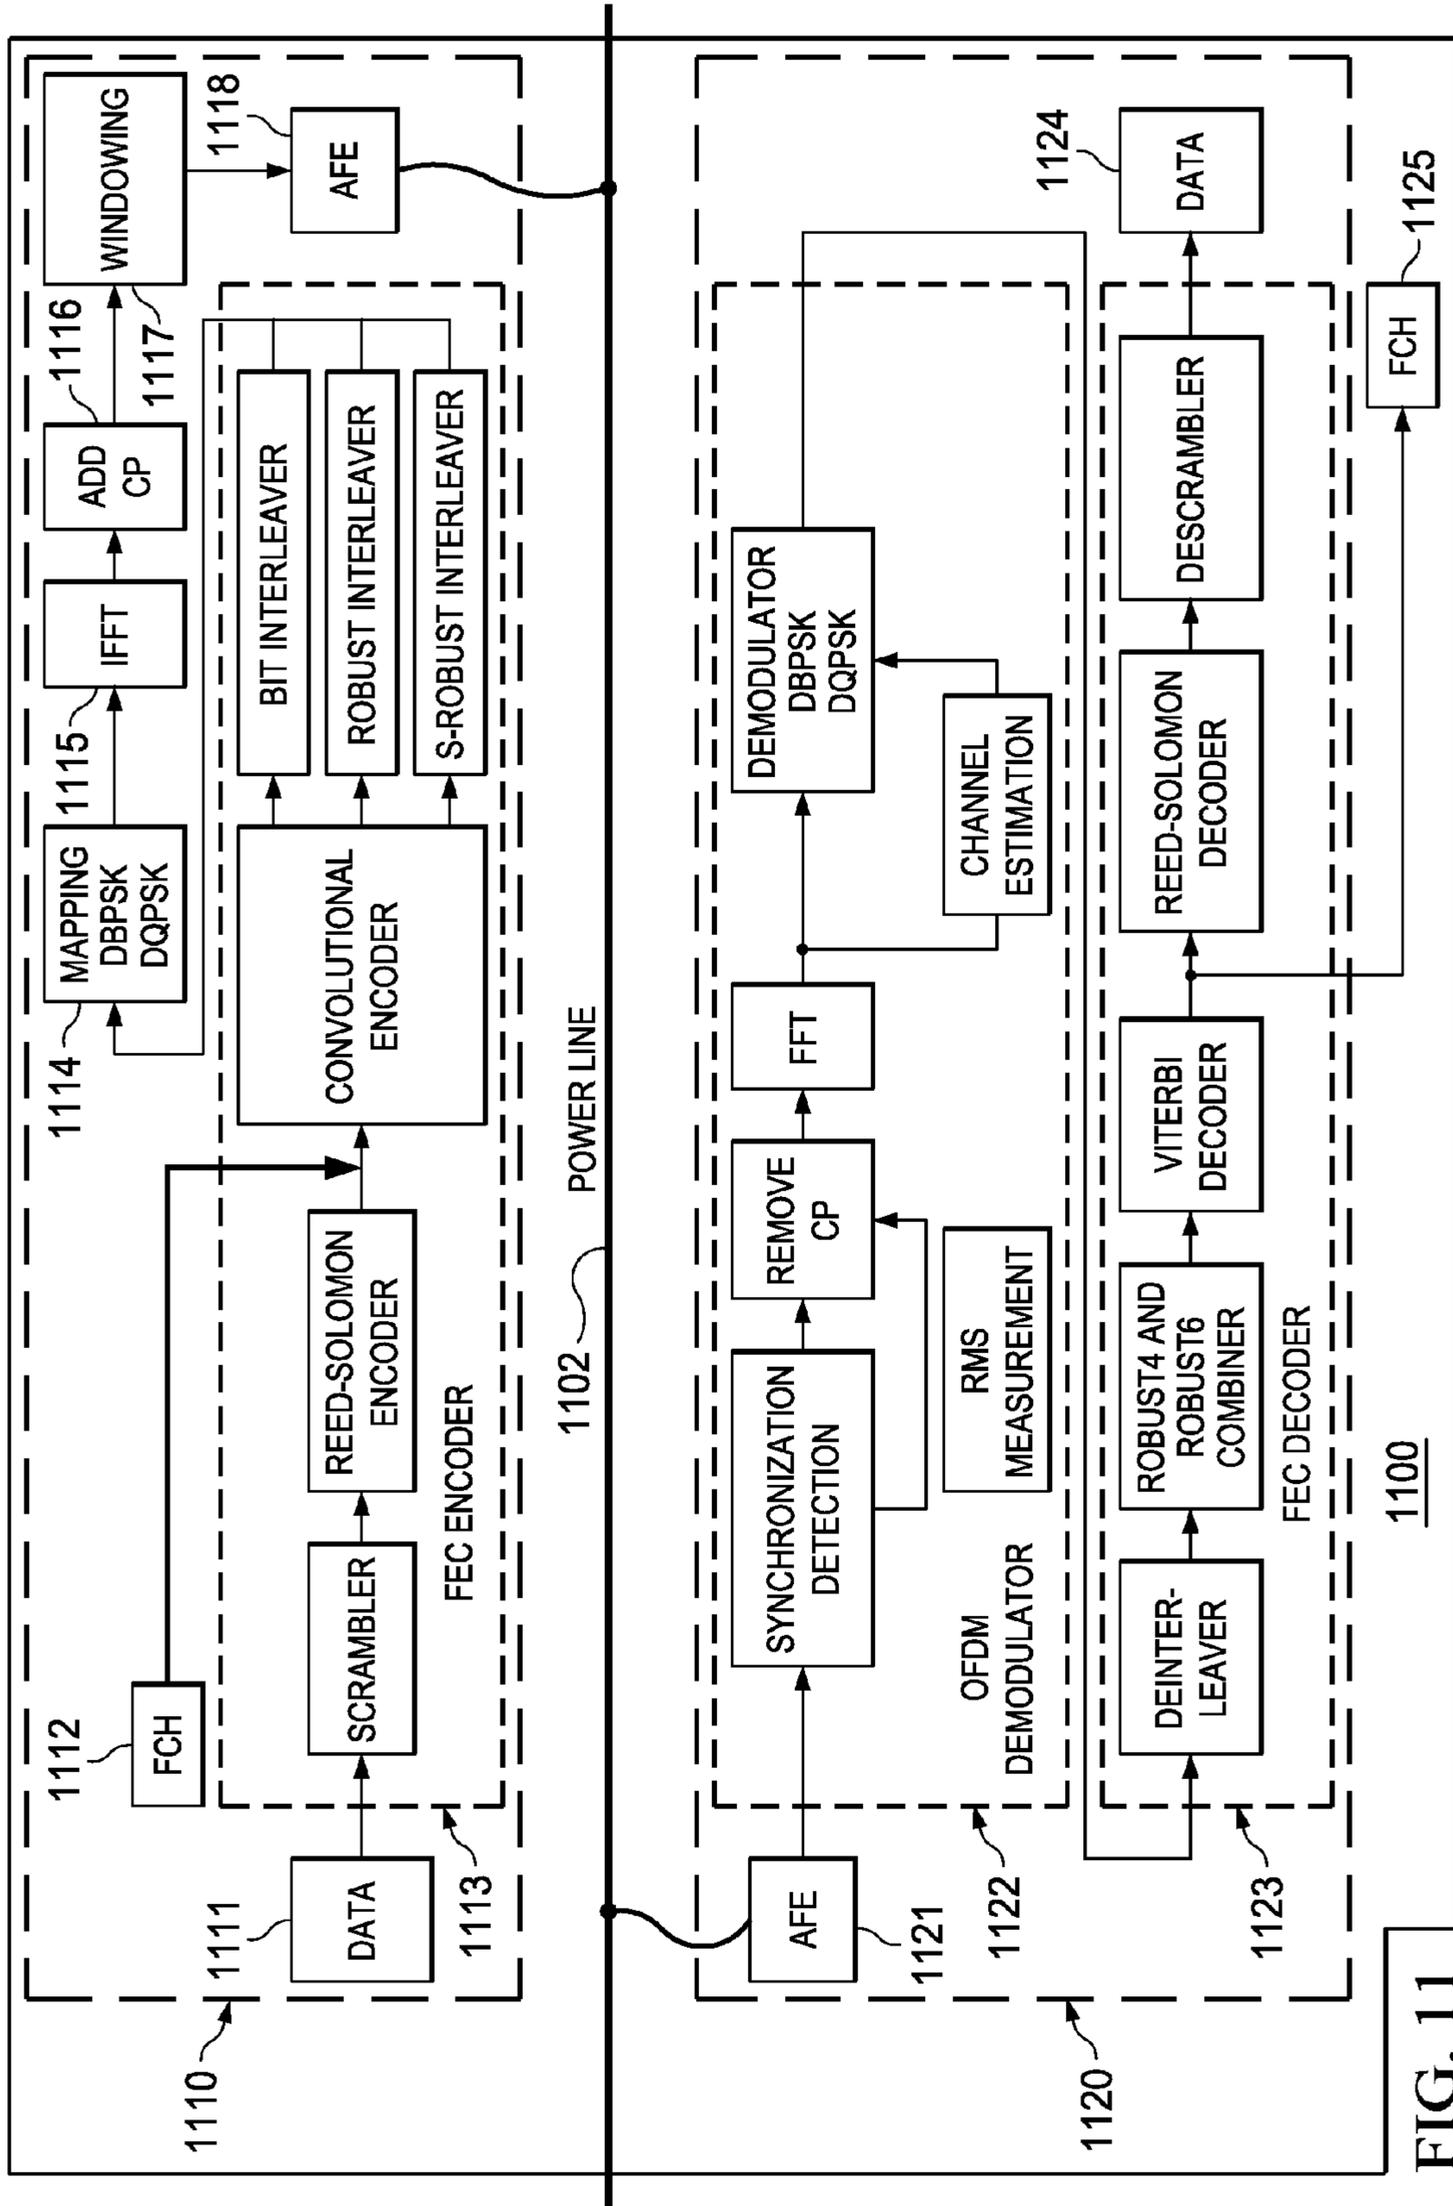 1110
1111
DATA
1112
FCH
1113
SCRAMBLER
REED-SOLOMON
ENCODER
FEC ENCODER
CONVOLUTIONAL
ENCODER
BIT INTERLEAVER
ROBUST INTERLEAVER
S-ROBUST INTERLEAVER
1114
MAPPING
DBPSK
DQPSK
1115
IFFT
1116
ADD
CP
1117
WINDOWING
1118
AFE
1102
POWER LINE
1120
AFE
1121
1122
SYNCHRONIZATION
DETECTION
REMOVE
CP
FFT
DEMODULATOR
DBPSK
DQPSK
OFDM
DEMODULATOR
RMS
MEASUREMENT
CHANNEL
ESTIMATION
1123
DEINTER-
LEAVER
ROBUST4 AND
ROBUST6
COMBINER
VITERBI
DECODER
REED-SOLOMON
DECODER
DESCRAMBLER
1124
DATA
FEC DECODER
FCH
1125
1100
FIG. 11